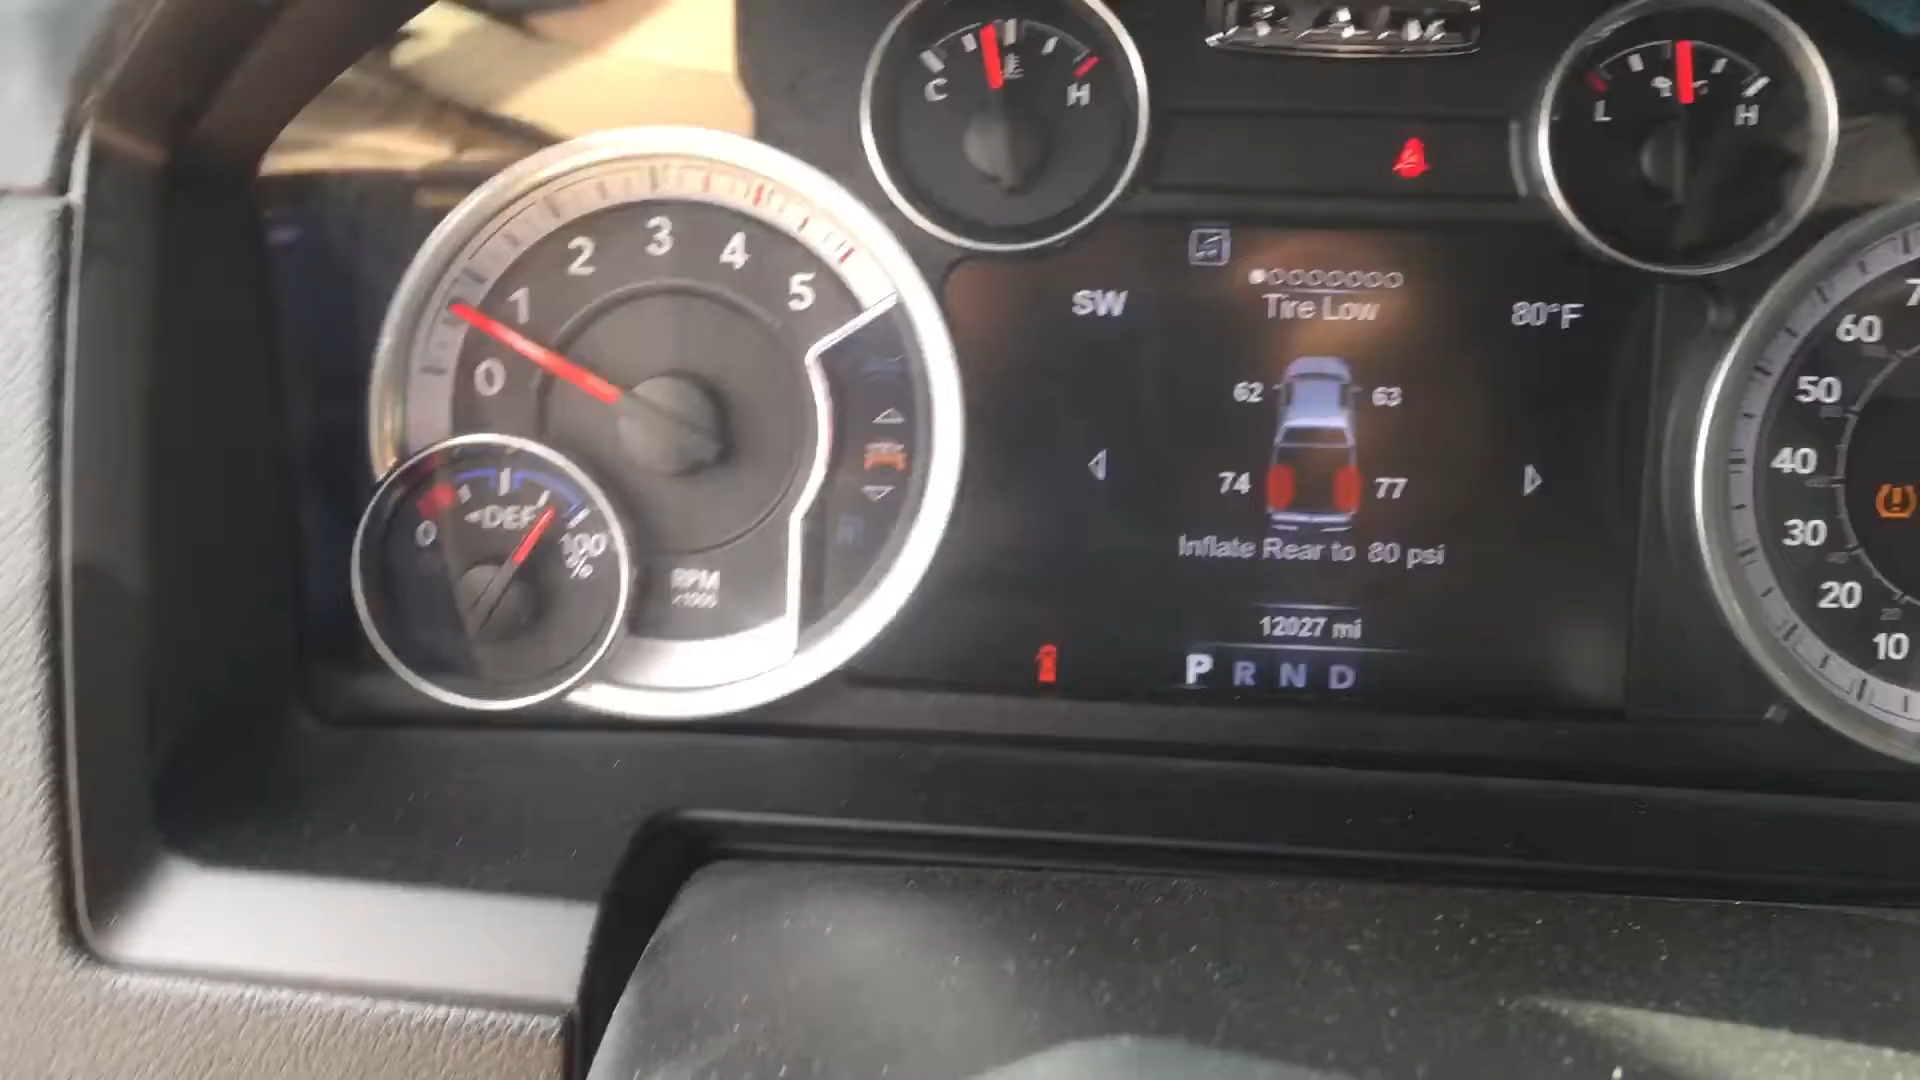 C H
L H
SW
Tire Low
80°F
62 63
74 77
Inflate Rear to 80 psi
12027 mi
P R N D
0 1 2 3 4 5
RPM
x1000
DEF
0 100
%
10 20 30 40 50 60